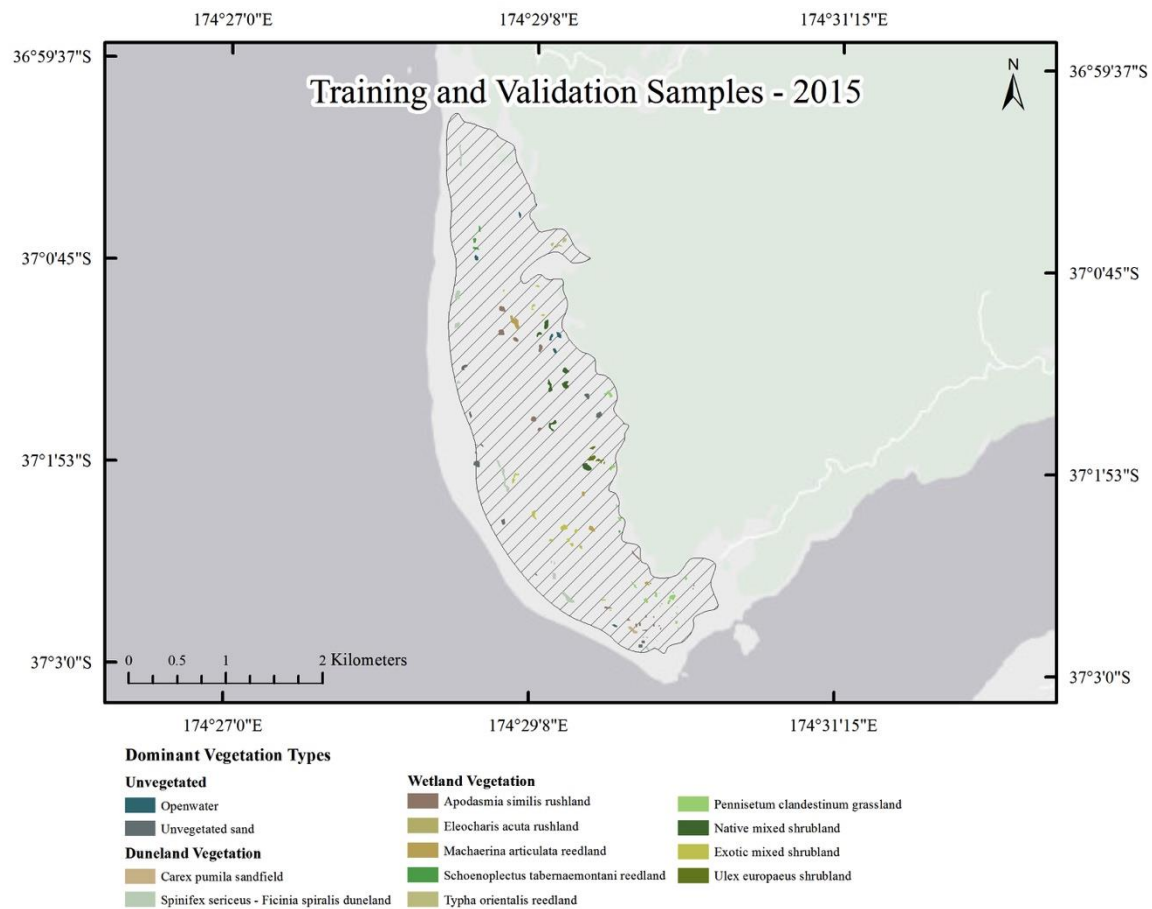 174°27'0"E 174°29'8"E 174°31'15"E
36°59'37"S 36°59'37"S
Training and Validation Samples - 2015
N
37°0'45"S 37°0'45"S
37°1'53"S 37°1'53"S
0 0.5 1 2 Kilometers
37°3'0"S 37°3'0"S
174°27'0"E 174°29'8"E 174°31'15"E
Dominant Vegetation Types
Unvegetated
Openwater
Unvegetated sand
Duneland Vegetation
Carex pumila sandfield
Spinifex sericeus - Ficinia spiralis duneland
Wetland Vegetation
Apodasmia similis rushland
Eleocharis acuta rushland
Machaerina articulata reedland
Schoenoplectus tabernaemontani reedland
Typha orientalis reedland
Pennisetum clandestinum grassland
Native mixed shrubland
Exotic mixed shrubland
Ulex europaeus shrubland